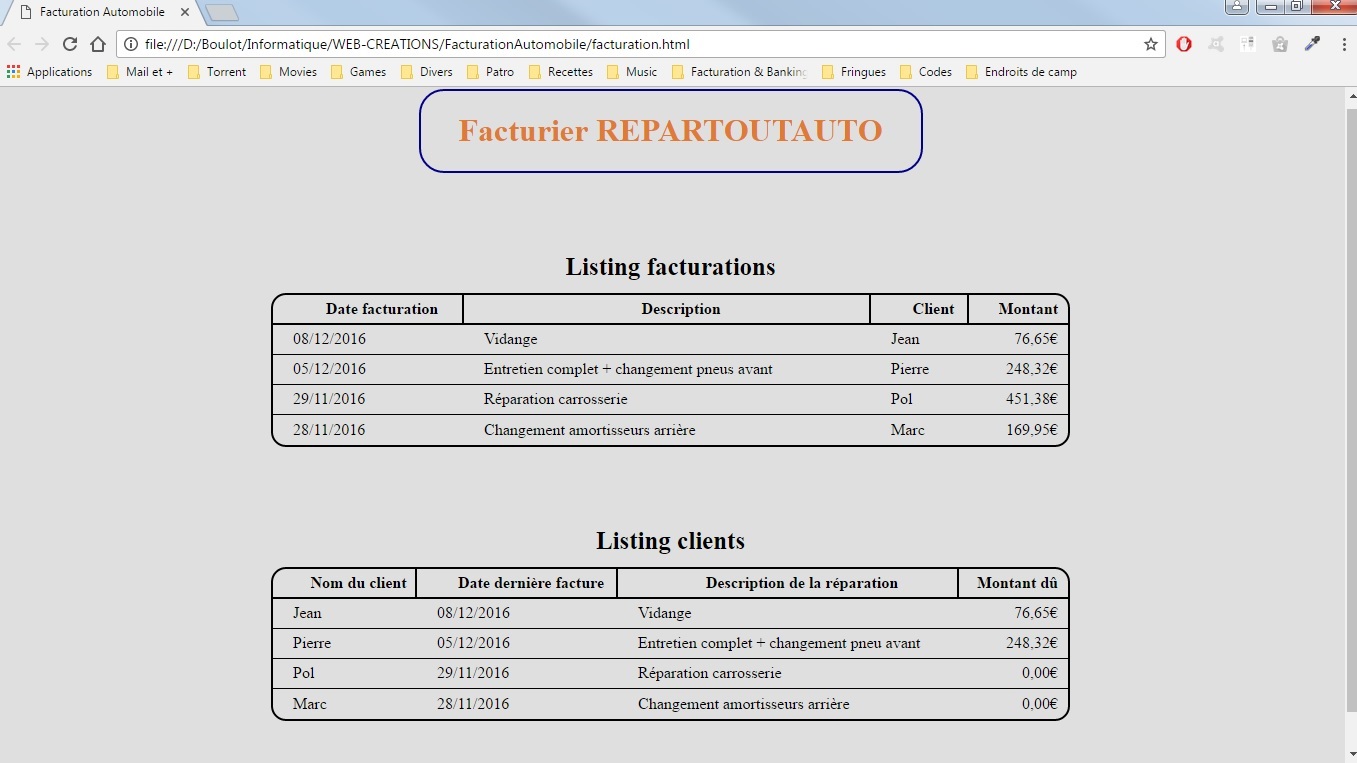 Facturation Automobile
file:///D:/Boulot/Informatique/WEB-CREATIONS/FacturationAutomobile/facturation.html
Applications Mail et + Torrent Movies Games Divers Patro Recettes Music Facturation & Banking Fringues Codes Endroits de camp
Facturier REPARTOUTAUTO
Listing facturations
Date facturation Description Client Montant
08/12/2016 Vidange Jean 76,65€
05/12/2016 Entretien complet + changement pneus avant Pierre 248,32€
29/11/2016 Réparation carrosserie Pol 451,38€
28/11/2016 Changement amortisseurs arrière Marc 169,95€
Listing clients
Nom du client Date dernière facture Description de la réparation Montant dû
Jean 08/12/2016 Vidange 76,65€
Pierre 05/12/2016 Entretien complet + changement pneu avant 248,32€
Pol 29/11/2016 Réparation carrosserie 0,00€
Marc 28/11/2016 Changement amortisseurs arrière 0,00€